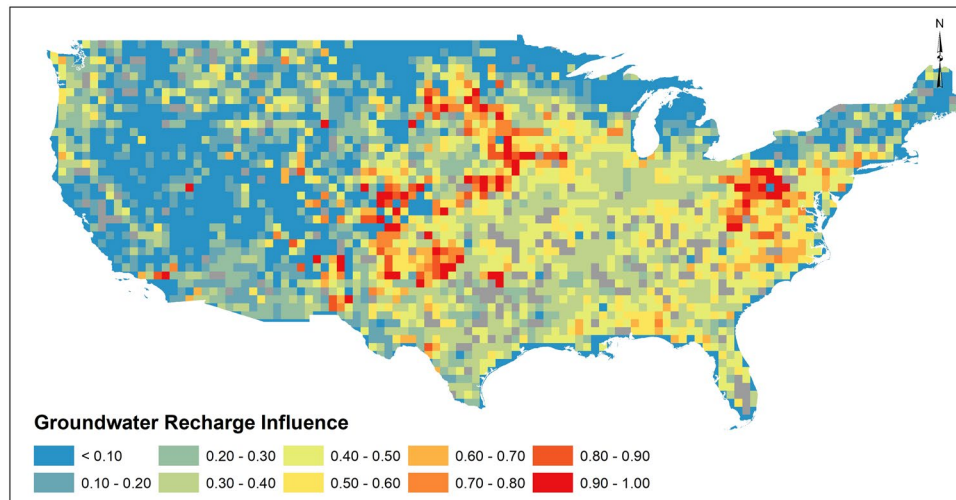 N
Groundwater Recharge Influence
< 0.10 0.20 - 0.30 0.40 - 0.50 0.60 - 0.70 0.80 - 0.90
0.10 - 0.20 0.30 - 0.40 0.50 - 0.60 0.70 - 0.80 0.90 - 1.00